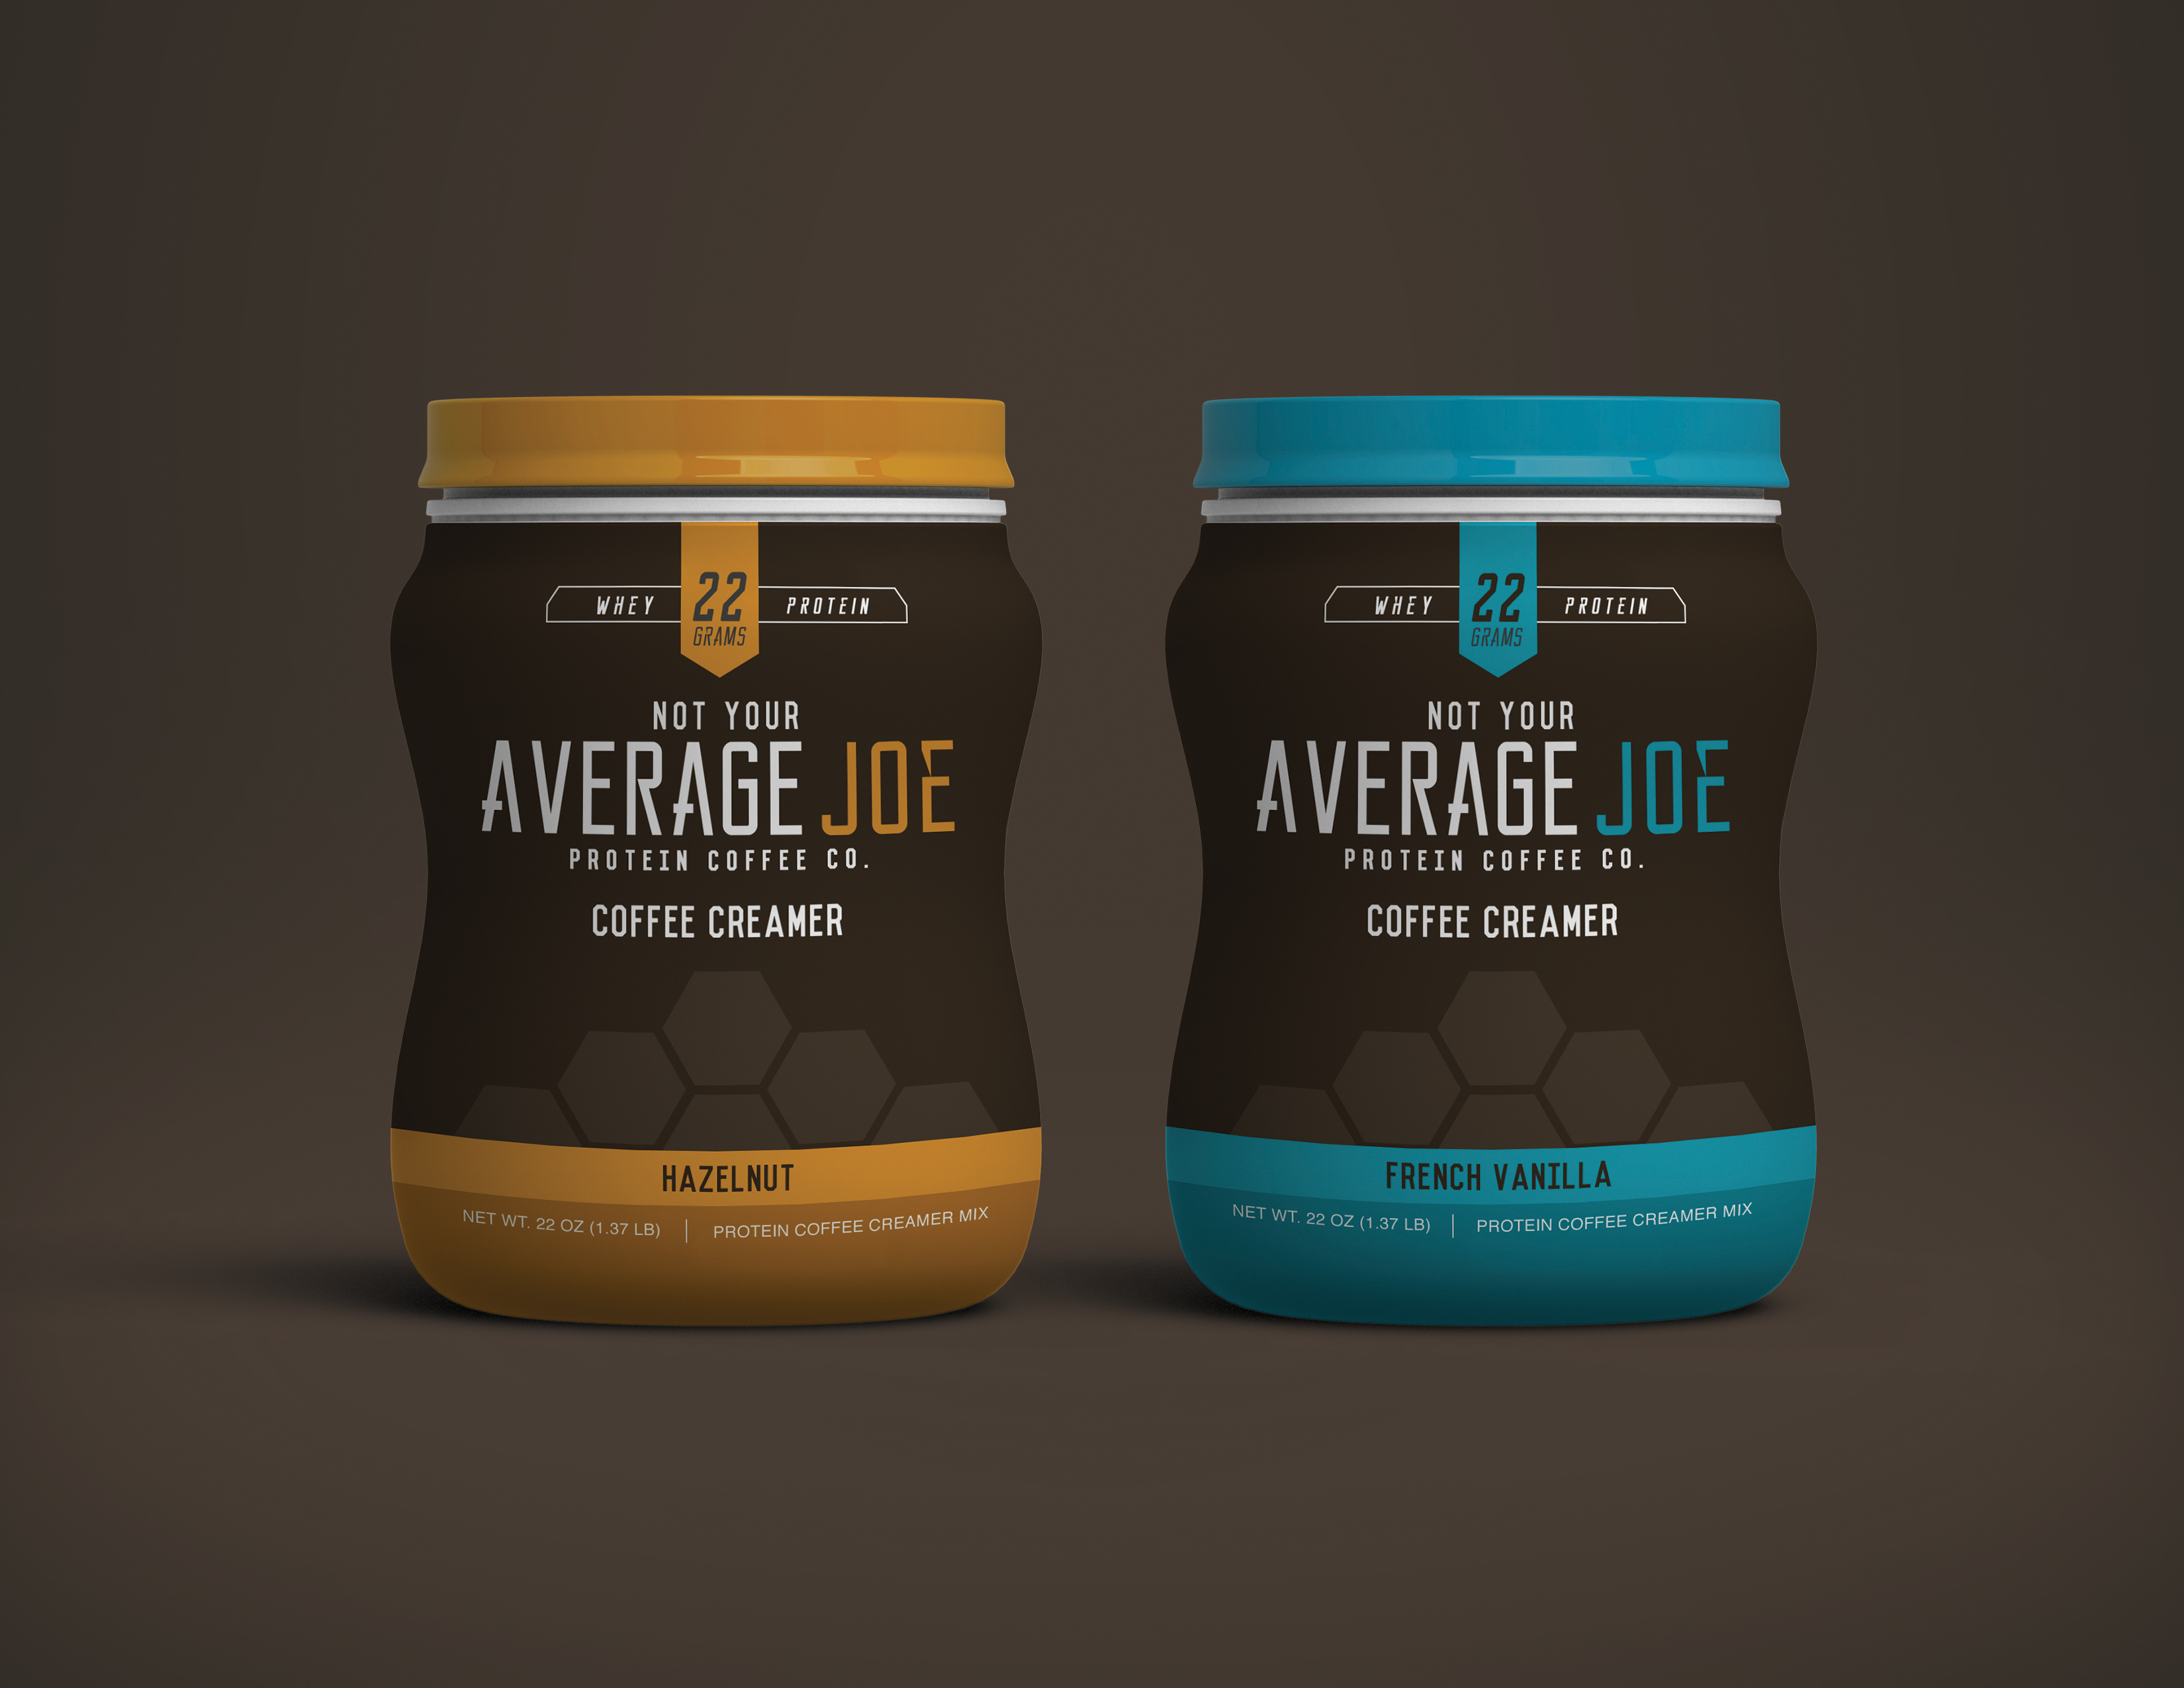 WHEY 22 GRAMS PROTEIN
NOT YOUR
AVERAGE JOE
PROTEIN COFFEE CO.
COFFEE CREAMER
HAZELNUT
NET WT. 22 OZ (1.37 LB) | PROTEIN COFFEE CREAMER MIX
WHEY 22 GRAMS PROTEIN
NOT YOUR
AVERAGE JOE
PROTEIN COFFEE CO.
COFFEE CREAMER
FRENCH VANILLA
NET WT. 22 OZ (1.37 LB) | PROTEIN COFFEE CREAMER MIX